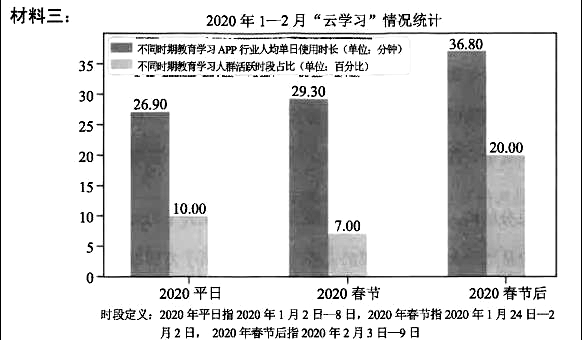 材料三：
2020年1—2月“云学习”情况统计
不同时期教育学习APP行业人均单日使用时长（单位：分钟）
不同时期教育学习人群活跃时段占比（单位：百分比）
36.80
35
30
29.30
26.90
25
20
20.00
15
10
10.00
7.00
5
0
2020平日 2020春节 2020春节后
时段定义：2020年平日指2020年1月2日—8日，2020年春节指2020年1月24日—2
月2日， 2020年春节后指2020年2月3日—9日